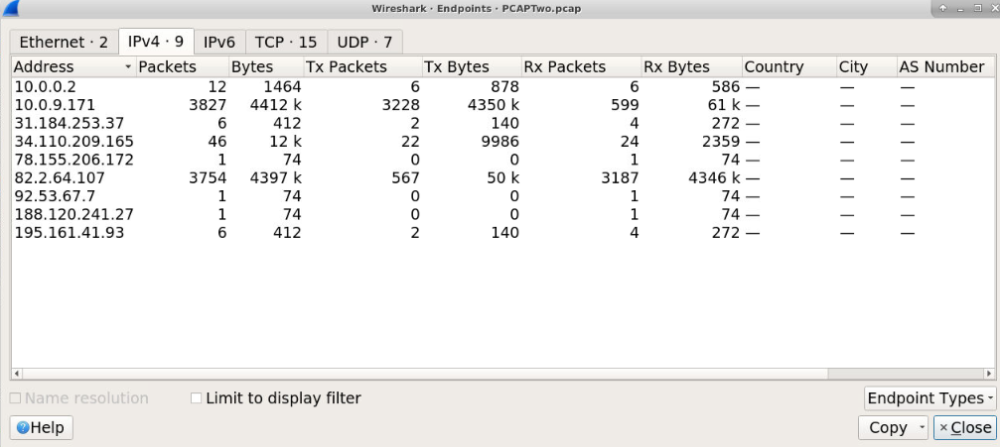 Wireshark · Endpoints · PCAPTwo.pcap
Ethernet · 2 IPv4 · 9 IPv6 TCP · 15 UDP · 7
Address Packets Bytes Tx Packets Tx Bytes Rx Packets Rx Bytes Country City AS Number
10.0.0.2 12 1464 6 878 6 586 — — —
10.0.9.171 3827 4412 k 3228 4350 k 599 61 k — — —
31.184.253.37 6 412 2 140 4 272 — — —
34.110.209.165 46 12 k 22 9986 24 2359 — — —
78.155.206.172 1 74 0 0 1 74 — — —
82.2.64.107 3754 4397 k 567 50 k 3187 4346 k — — —
92.53.67.7 1 74 0 0 1 74 — — —
188.120.241.27 1 74 0 0 1 74 — — —
195.161.41.93 6 412 2 140 4 272 — — —
Name resolution Limit to display filter Endpoint Types
Help Copy Close